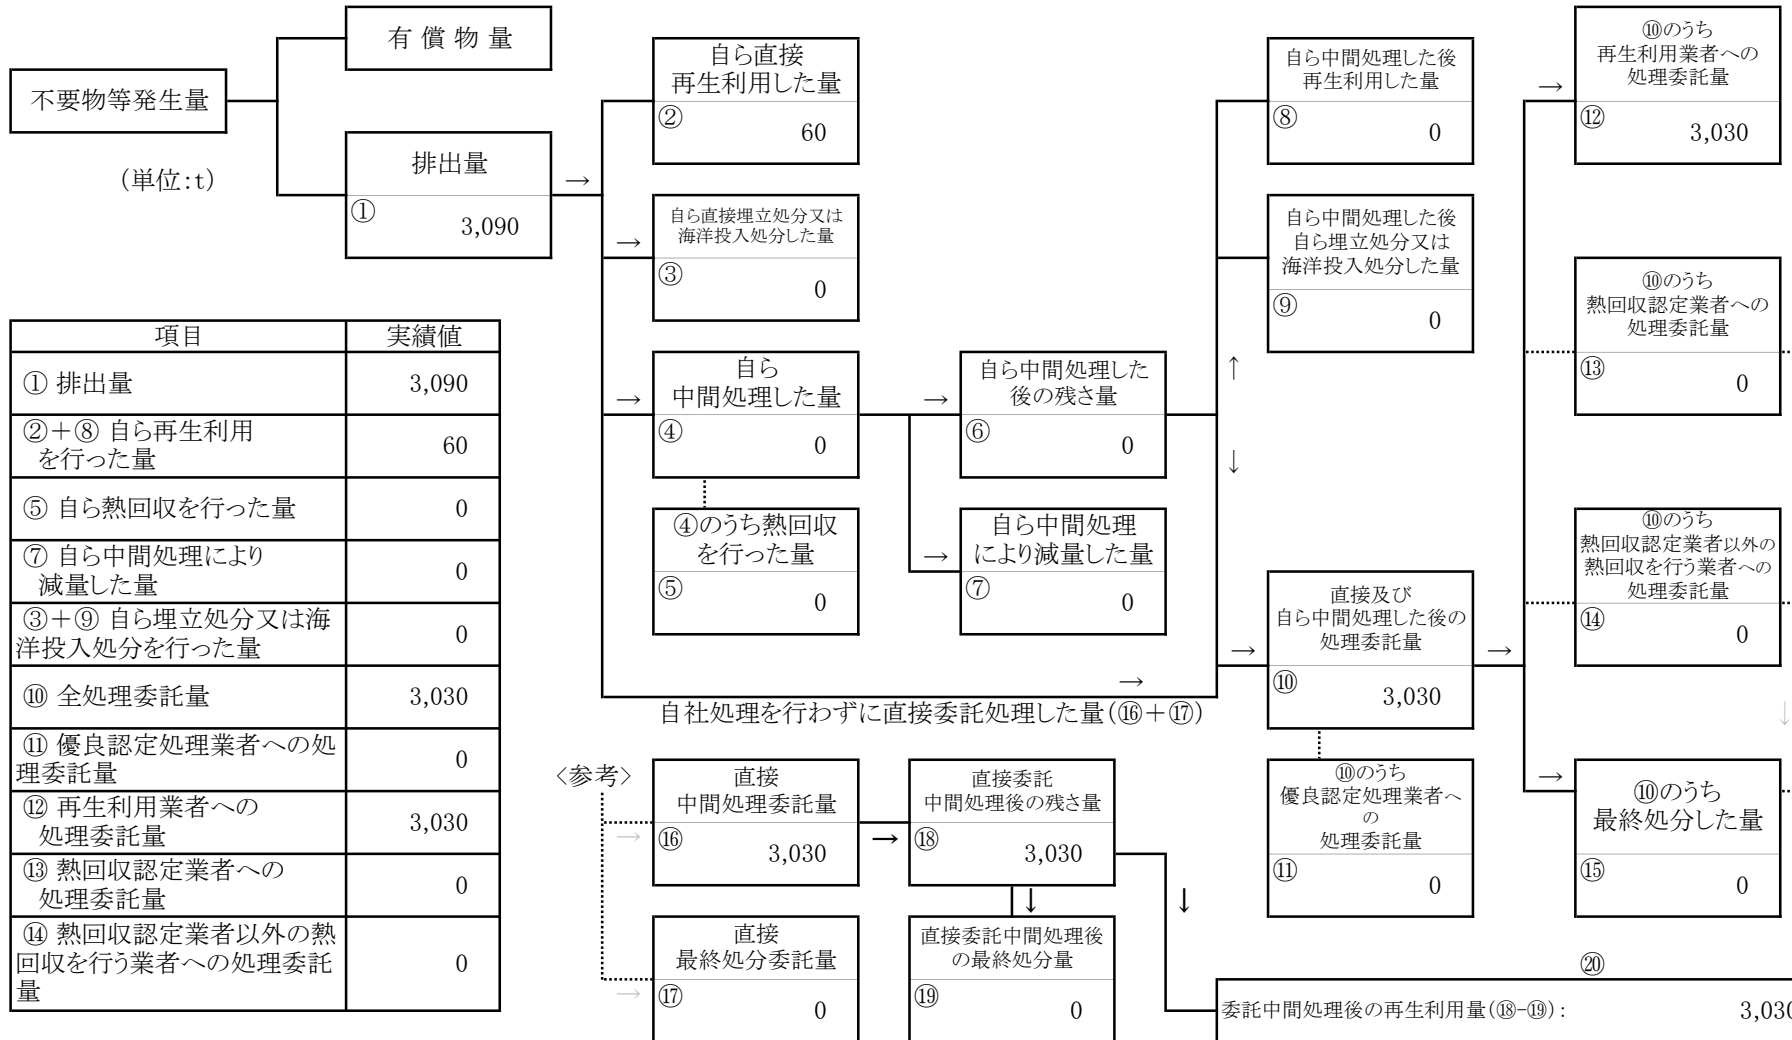 不要物等発生量
(単位:t)
有 償 物 量
排出量
① 3,090
→
自ら直接
再生利用した量
② 60
→
自ら直接埋立処分又は
海洋投入処分した量
③ 0
→
自ら
中間処理した量
④ 0
④のうち熱回収
を行った量
⑤ 0
→
自ら中間処理した
後の残さ量
⑥ 0
→
自ら中間処理
により減量した量
⑦ 0
↑
↓
自ら中間処理した後
再生利用した量
⑧ 0
自ら中間処理した後
自ら埋立処分又は
海洋投入処分した量
⑨ 0
→
自社処理を行わずに直接委託処理した量(⑯+⑰)
→
直接及び
自ら中間処理した後の
処理委託量
⑩ 3,030
⑩のうち
優良認定処理業者へ
の
処理委託量
⑪ 0
→
→
⑩のうち
再生利用業者への
処理委託量
⑫ 3,030
⑩のうち
熱回収認定業者への
処理委託量
⑬ 0
⑩のうち
熱回収認定業者以外の
熱回収を行う業者への
処理委託量
⑭ 0
↓
→
⑩のうち
最終処分した量
⑮ 0
項目 実績値
① 排出量 3,090
②+⑧ 自ら再生利用
を行った量 60
⑤ 自ら熱回収を行った量 0
⑦ 自ら中間処理により
減量した量 0
③+⑨ 自ら埋立処分又は海
洋投入処分を行った量 0
⑩ 全処理委託量 3,030
⑪ 優良認定処理業者への処
理委託量 0
⑫ 再生利用業者への
処理委託量 3,030
⑬ 熱回収認定業者への
処理委託量 0
⑭ 熱回収認定業者以外の熱
回収を行う業者への処理委託
量 0
<参考>
→
直接
中間処理委託量
⑯ 3,030
→
直接委託
中間処理後の残さ量
⑱ 3,030
↓
↓
→
直接
最終処分委託量
⑰ 0
直接委託中間処理後
の最終処分量
⑲ 0
⑳
委託中間処理後の再生利用量(⑱-⑲): 3,030